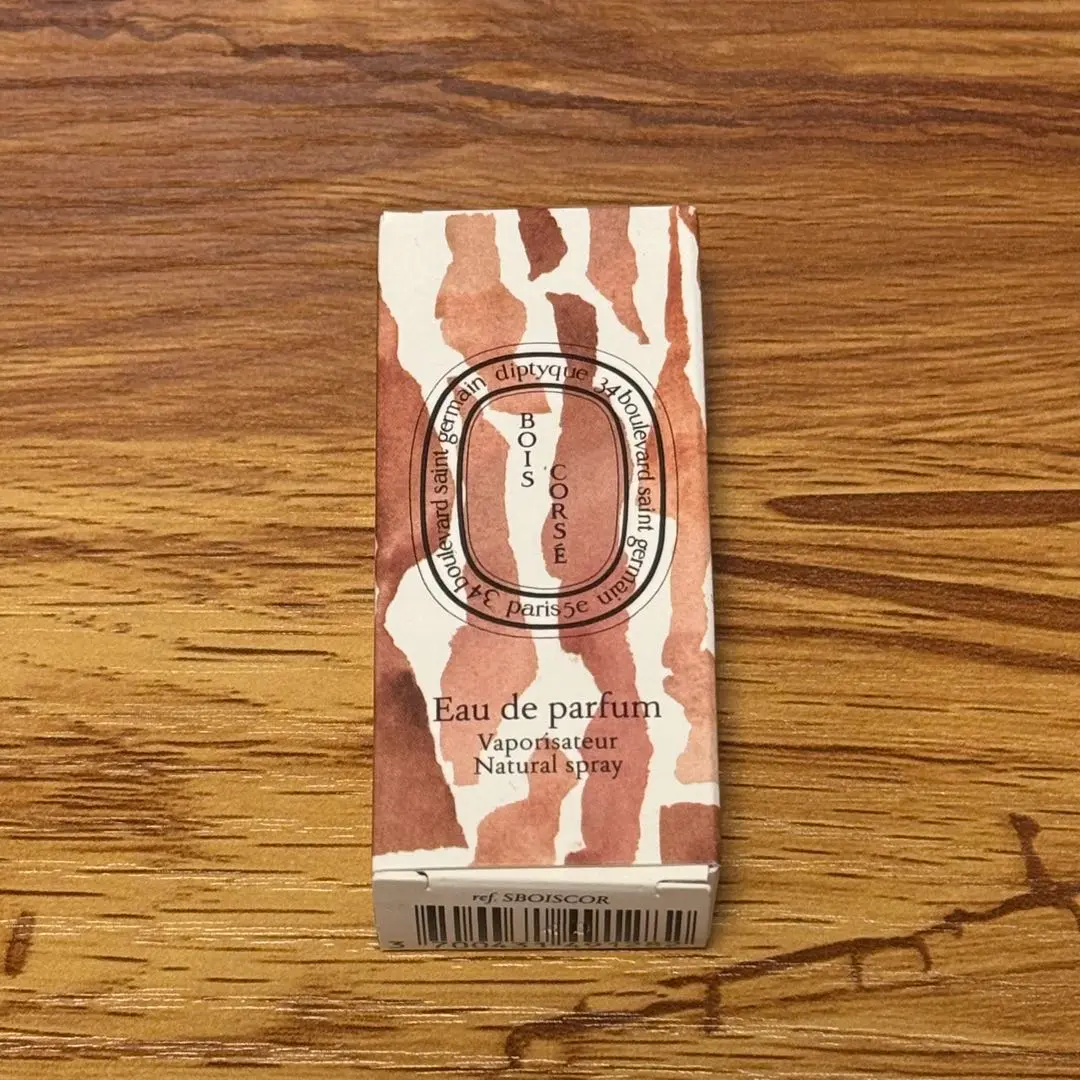 diptyque 34 boulevard saint germain paris 5e 34 boulevard saint germain
BOIS
CORSÉ
Eau de parfum
Vaporisateur
Natural spray
ref. SBOISCOR